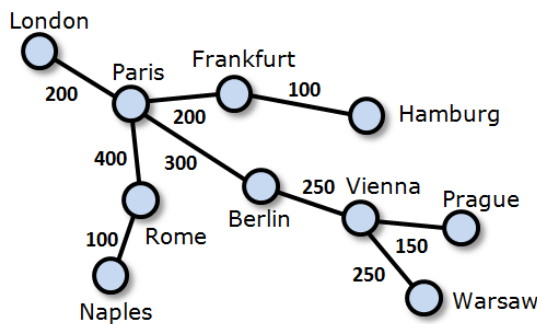 London
Paris
Frankfurt
200
100
200
Hamburg
400
300
250
Vienna
Prague
Berlin
100
Rome
150
250
Naples
Warsaw